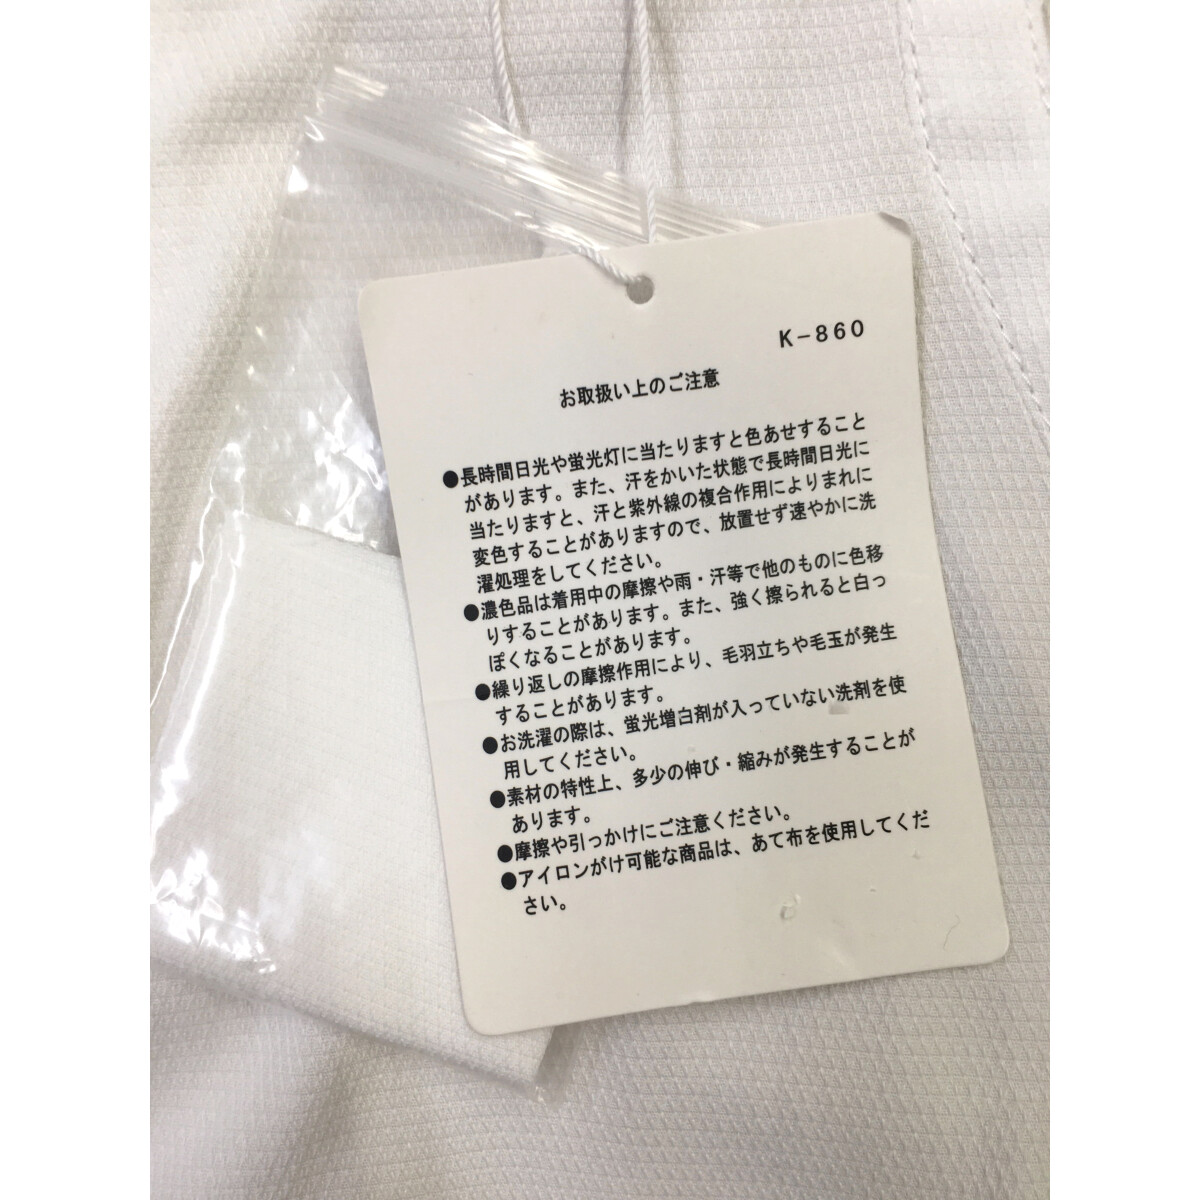 K-860
お取扱い上のご注意
●長時間日光や蛍光灯に当たりますと色あせすること
があります。また、汗をかいた状態で長時間日光に
当たりますと、汗と紫外線の複合作用によりまれに
変色することがありますので、放置せず速やかに洗
濯処理をしてください。
●濃色品は着用中の摩擦や雨・汗等で他のものに色移
りすることがあります。また、強く擦られると白っ
ぽくなることがあります。
●繰り返しの摩擦作用により、毛羽立ちや毛玉が発生
することがあります。
●お洗濯の際は、蛍光増白剤が入っていない洗剤を使
用してください。
●素材の特性上、多少の伸び・縮みが発生することが
あります。
●摩擦や引っかけにご注意ください。
●アイロンがけ可能な商品は、あて布を使用してくだ
さい。